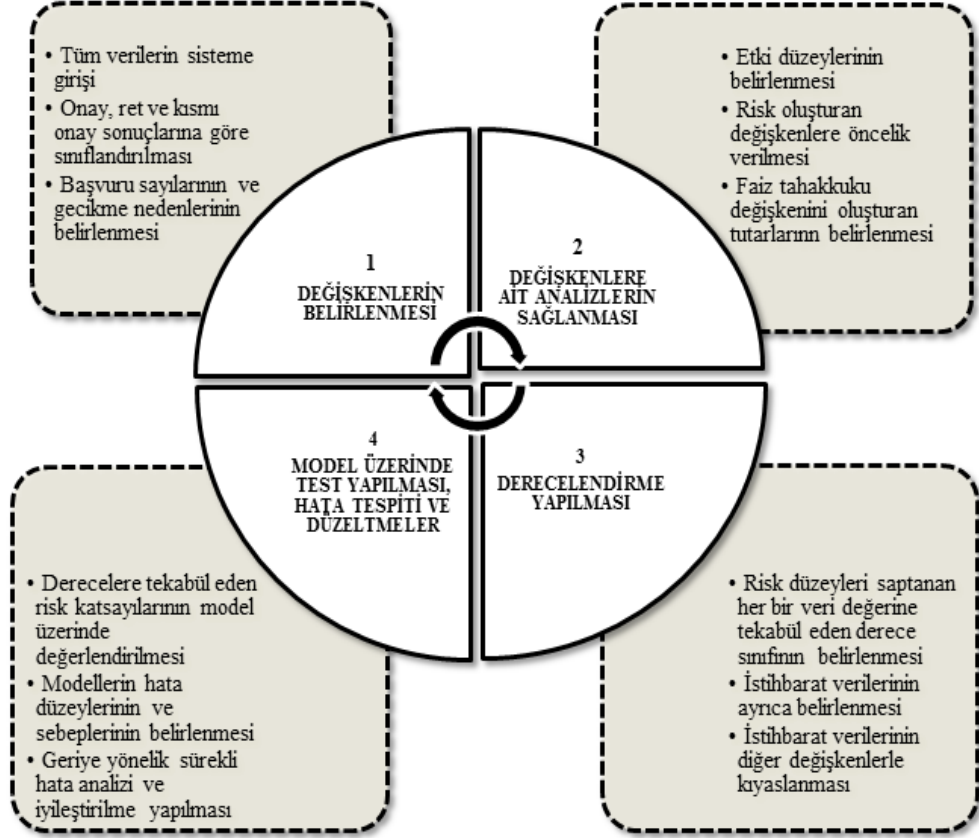 • Tüm verilerin sisteme
girişi
• Onay, ret ve kısmı
onay sonuçlarına göre
sınıflandırılması
• Başvuru sayılarının ve
gecikme nedenlerinin
belirlenmesi
• Etki düzeylerinin
belirlenmesi
• Risk oluşturan
değişkenlere öncelik
verilmesi
• Faiz tahakkuku
değişkenini oluşturan
tutarlarınn belirlenmesi
1
DEĞİŞKENLERİN
BELİRLENMESİ
2
DEĞİŞKENLERE
AİT ANALİZLERİN
SAĞLANMASI
3
DERECELENDİRME
YAPILMASI
4
MODEL ÜZERİNDE
TEST YAPILMASI,
HATA TESPİTİ VE
DÜZELTMELER
• Risk düzeyleri saptanan
her bir veri değerine
tekabül eden derece
sınıfının belirlenmesi
• İstihbarat verilerinin
ayrıca belirlenmesi
• İstihbarat verilerinin
diğer değişkenlerle
kıyaslanması
• Derecelere tekabül eden
risk katsayılarının model
üzerinde
değerlendirilmesi
• Modellerin hata
düzeylerinin ve
sebeplerinin belirlenmesi
• Geriye yönelik sürekli
hata analizi ve
iyileştirilme yapılması